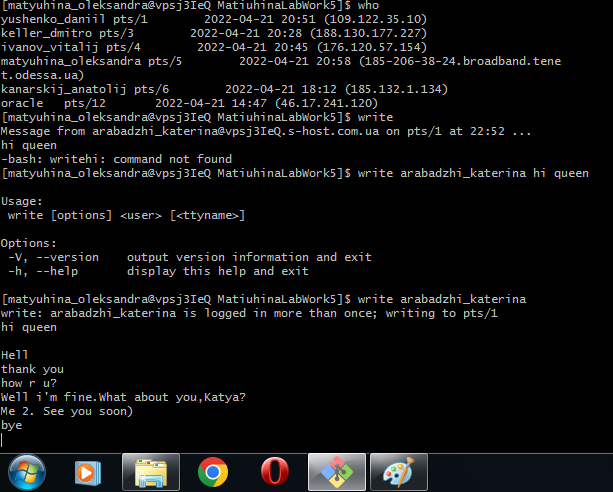 [matyuhina_oleksandra@vpsj3IeQ MatiuhinaLabWork5]$ who
yushenko_daniil pts/1        2022-04-21 20:51 (109.122.35.10)
keller_dmitro pts/3        2022-04-21 20:28 (188.130.177.227)
ivanov_vitalij pts/4        2022-04-21 20:45 (176.120.57.154)
matyuhina_oleksandra pts/5        2022-04-21 20:58 (185-206-38-24.broadband.tene
t.odessa.ua)
kanarskij_anatolij pts/6        2022-04-21 18:12 (185.132.1.134)
oracle   pts/12       2022-04-21 14:47 (46.17.241.120)
[matyuhina_oleksandra@vpsj3IeQ MatiuhinaLabWork5]$ write
Message from arabadzhi_katerina@vpsj3IeQ.s-host.com.ua on pts/1 at 22:52 ...
hi queen
-bash: writehi: command not found
[matyuhina_oleksandra@vpsj3IeQ MatiuhinaLabWork5]$ write arabadzhi_katerina hi queen

Usage:
 write [options] <user> [<ttyname>]

Options:
 -V, --version    output version information and exit
 -h, --help       display this help and exit

[matyuhina_oleksandra@vpsj3IeQ MatiuhinaLabWork5]$ write arabadzhi_katerina
write: arabadzhi_katerina is logged in more than once; writing to pts/1
hi queen

Hell
thank you
how r u?
Well i'm fine.What about you,Katya?
Me 2. See you soon)
bye